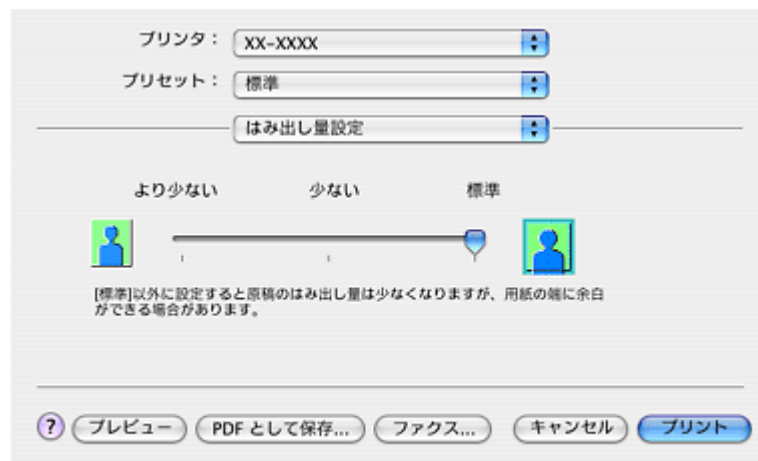 プリンタ： XX-XXXX
プリセット： 標準
はみ出し量設定
より少ない 少ない 標準
[標準]以外に設定すると原稿のはみ出し量は少なくなりますが、用紙の端に余白
ができる場合があります。
? プレビュー PDF として保存... ファクス... キャンセル プリント